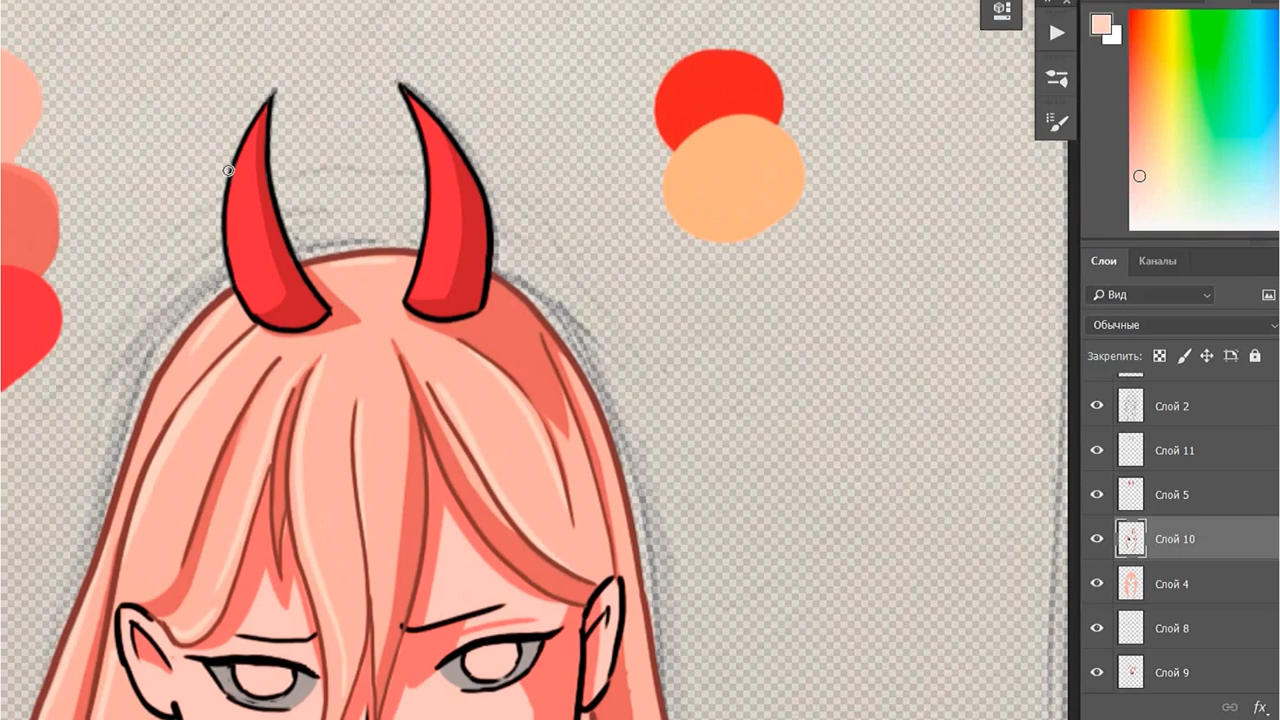 Слои Каналы
Вид
Обычные
Закрепить:
Слой 2
Слой 11
Слой 5
Слой 10
Слой 4
Слой 8
Слой 9
fx